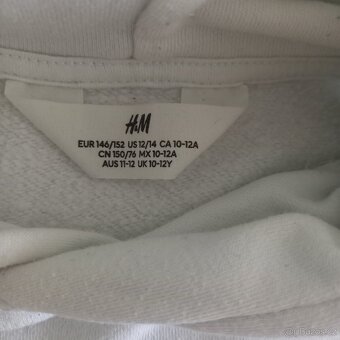 H&M
EUR 146/152 US 12/14 CA 10-12A
CN 150/76 MX 10-12A
AUS 11-12 UK 10-12Y